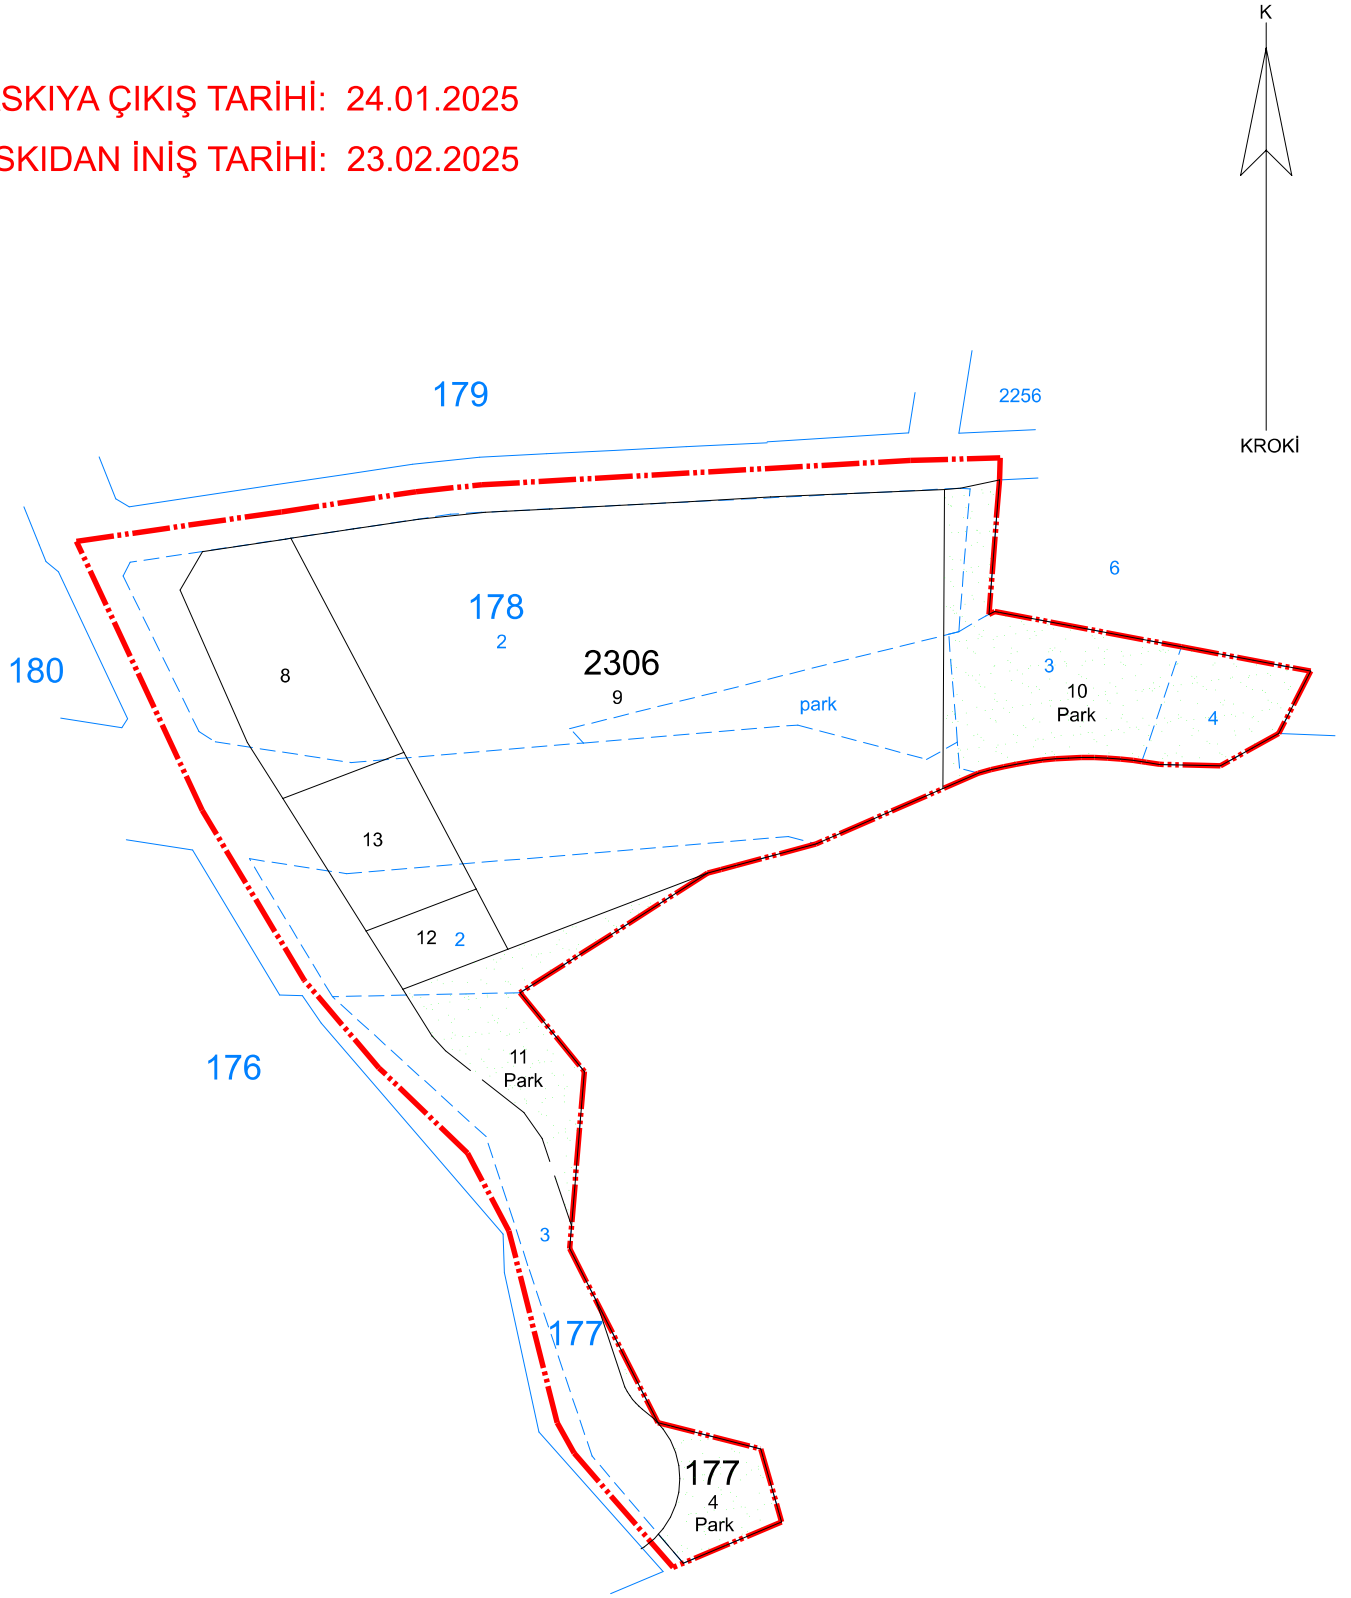 K
SKIYA ÇIKIŞ TARİHİ: 24.01.2025
SKIDAN İNİŞ TARİHİ: 23.02.2025
179
2256
KROKİ
6
178
2
2306
9
180
8
3
10
Park
park
4
13
12
2
11
Park
176
3
177
177
4
Park